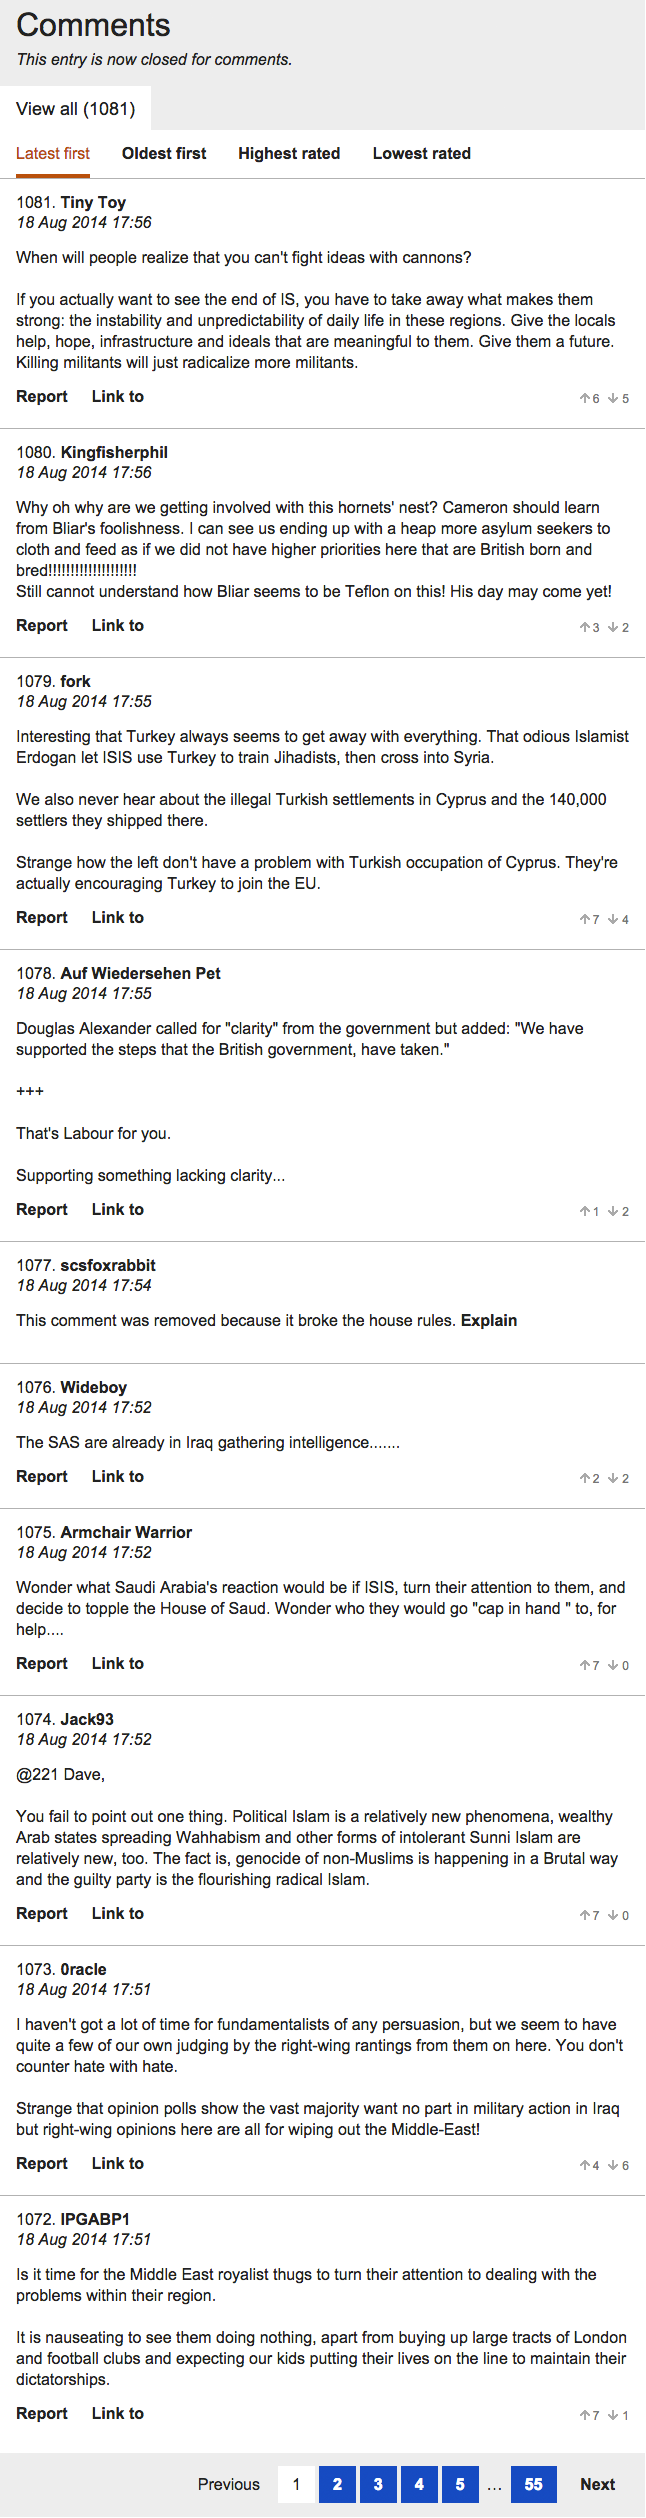 Comments
This entry is now closed for comments.
View all (1081)
Latest first Oldest first Highest rated Lowest rated
1081. Tiny Toy
18 Aug 2014 17:56
When will people realize that you can't fight ideas with cannons?
If you actually want to see the end of IS, you have to take away what makes them
strong: the instability and unpredictability of daily life in these regions. Give the locals
help, hope, infrastructure and ideals that are meaningful to them. Give them a future.
Killing militants will just radicalize more militants.
Report Link to 6 5
1080. Kingfisherphil
18 Aug 2014 17:56
Why oh why are we getting involved with this hornets' nest? Cameron should learn
from Bliar's foolishness. I can see us ending up with a heap more asylum seekers to
cloth and feed as if we did not have higher priorities here that are British born and
bred!!!!!!!!!!!!!!!!!!!!
Still cannot understand how Bliar seems to be Teflon on this! His day may come yet!
Report Link to 3 2
1079. fork
18 Aug 2014 17:55
Interesting that Turkey always seems to get away with everything. That odious Islamist
Erdogan let ISIS use Turkey to train Jihadists, then cross into Syria.
We also never hear about the illegal Turkish settlements in Cyprus and the 140,000
settlers they shipped there.
Strange how the left don't have a problem with Turkish occupation of Cyprus. They're
actually encouraging Turkey to join the EU.
Report Link to 7 4
1078. Auf Wiedersehen Pet
18 Aug 2014 17:55
Douglas Alexander called for "clarity" from the government but added: "We have
supported the steps that the British government, have taken."
+++
That's Labour for you.
Supporting something lacking clarity...
Report Link to 1 2
1077. scsfoxrabbit
18 Aug 2014 17:54
This comment was removed because it broke the house rules. Explain
1076. Wideboy
18 Aug 2014 17:52
The SAS are already in Iraq gathering intelligence.......
Report Link to 2 2
1075. Armchair Warrior
18 Aug 2014 17:52
Wonder what Saudi Arabia's reaction would be if ISIS, turn their attention to them, and
decide to topple the House of Saud. Wonder who they would go "cap in hand " to, for
help....
Report Link to 7 0
1074. Jack93
18 Aug 2014 17:52
@221 Dave,
You fail to point out one thing. Political Islam is a relatively new phenomena, wealthy
Arab states spreading Wahhabism and other forms of intolerant Sunni Islam are
relatively new, too. The fact is, genocide of non-Muslims is happening in a Brutal way
and the guilty party is the flourishing radical Islam.
Report Link to 7 0
1073. 0racle
18 Aug 2014 17:51
I haven't got a lot of time for fundamentalists of any persuasion, but we seem to have
quite a few of our own judging by the right-wing rantings from them on here. You don't
counter hate with hate.
Strange that opinion polls show the vast majority want no part in military action in Iraq
but right-wing opinions here are all for wiping out the Middle-East!
Report Link to 4 6
1072. IPGABP1
18 Aug 2014 17:51
Is it time for the Middle East royalist thugs to turn their attention to dealing with the
problems within their region.
It is nauseating to see them doing nothing, apart from buying up large tracts of London
and football clubs and expecting our kids putting their lives on the line to maintain their
dictatorships.
Report Link to 7 1
Previous 1 2 3 4 5 ... 55 Next